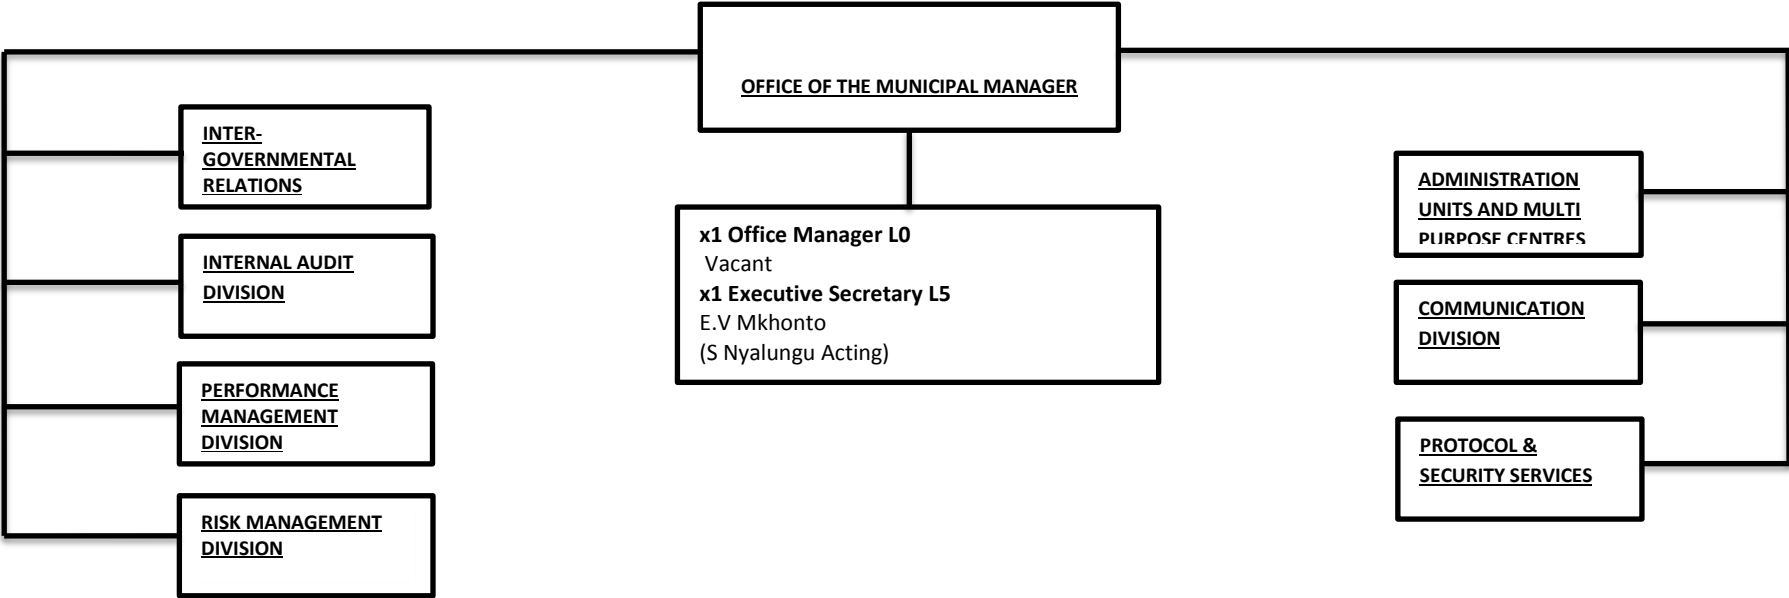 OFFICE OF THE MUNICIPAL MANAGER
INTER-
GOVERNMENTAL
RELATIONS
INTERNAL AUDIT
DIVISION
PERFORMANCE
MANAGEMENT
DIVISION
RISK MANAGEMENT
DIVISION
x1 Office Manager L0
Vacant
x1 Executive Secretary L5
E.V Mkhonto
(S Nyalungu Acting)
ADMINISTRATION
UNITS AND MULTI
PURPOSE CENTRES
COMMUNICATION
DIVISION
PROTOCOL &
SECURITY SERVICES